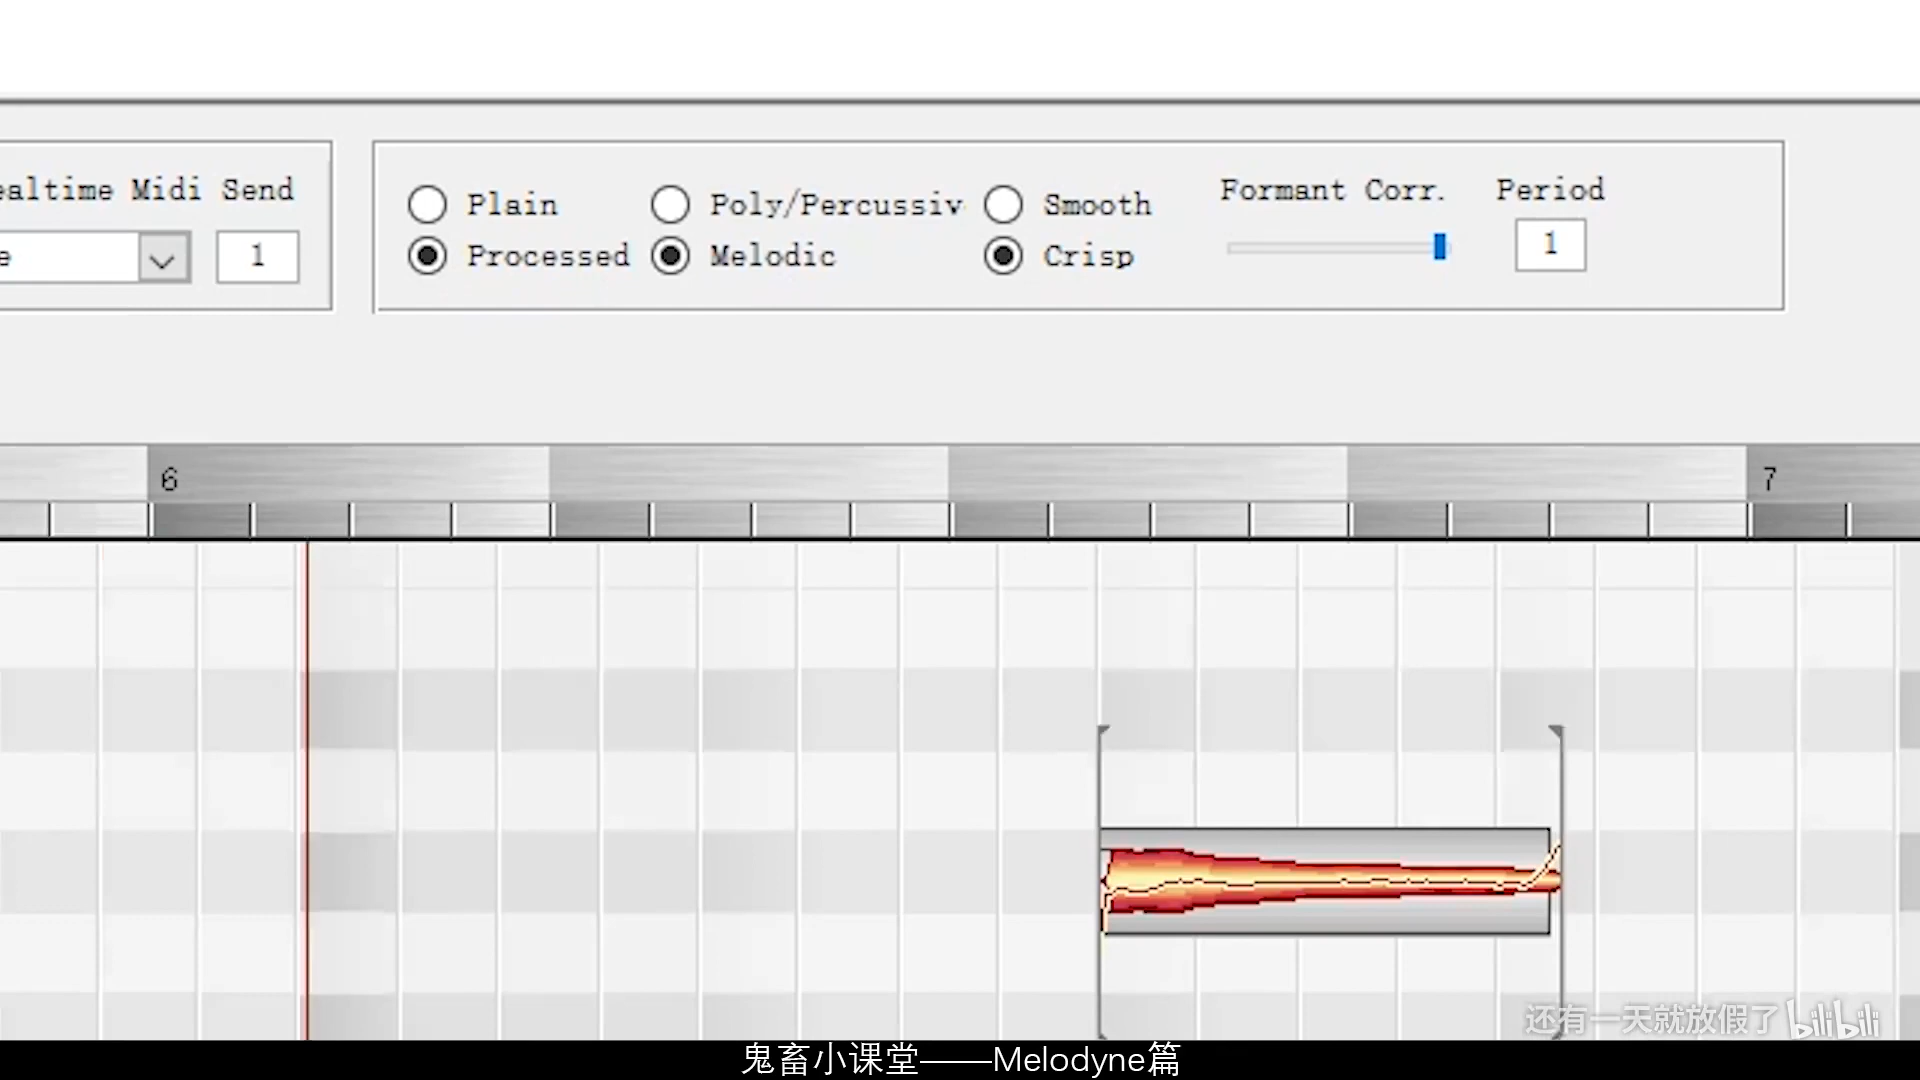 ealtime Midi Send
e
1
Plain
Poly/Percussiv
Smooth
Formant Corr.
Period
Processed
Melodic
Crisp
1
6
7
还有一天就放假了 bilibili
鬼畜小课堂——Melodyne篇